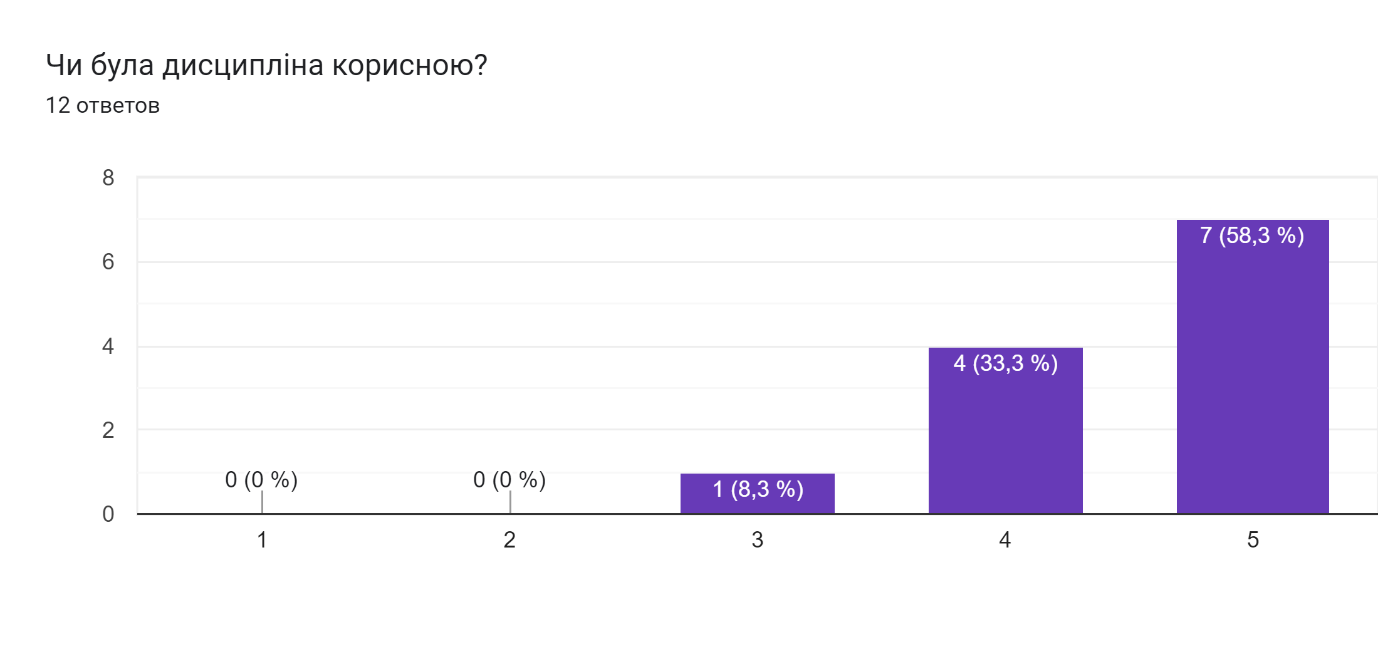 Чи була дисципліна корисною?
12 ответов
8
6
4
2
0
0 (0 %)
0 (0 %)
1 (8,3 %)
4 (33,3 %)
7 (58,3 %)
1 2 3 4 5